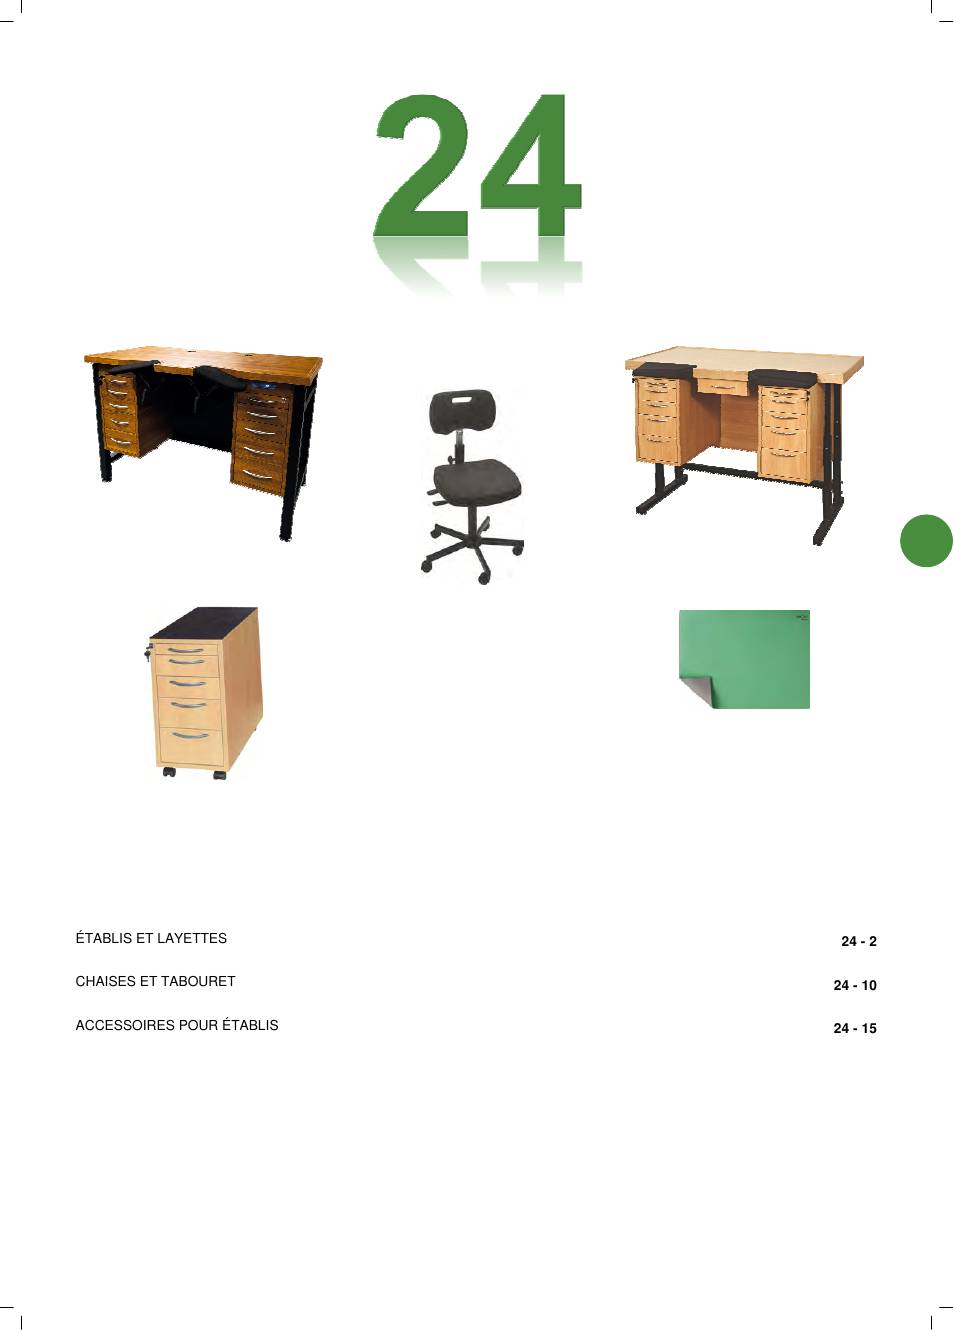 24
ÉTABLIS ET LAYETTES 24 - 2
CHAISES ET TABOURET 24 - 10
ACCESSOIRES POUR ÉTABLIS 24 - 15